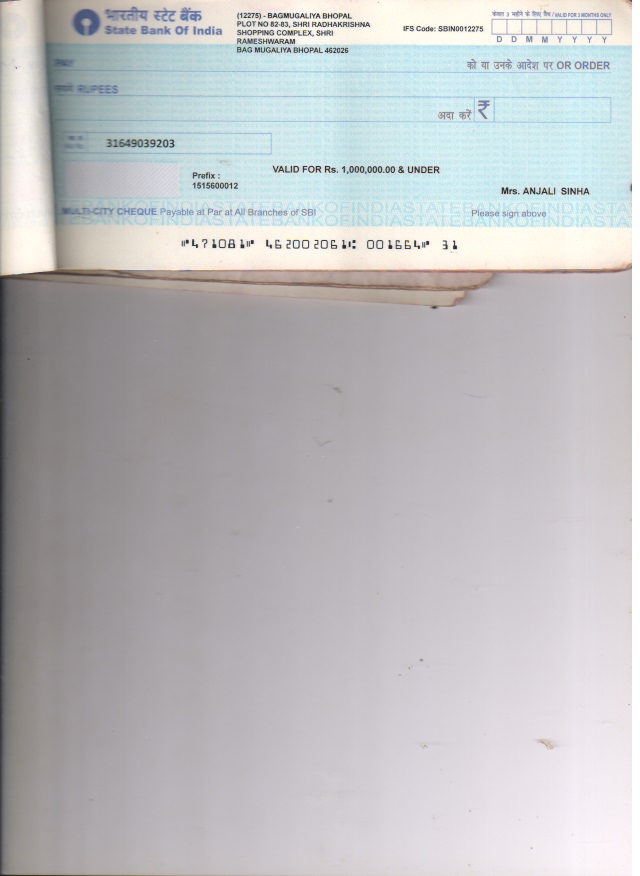 भारतीय स्टेट बैंक
State Bank Of India
(12275) - BAGMUGALIYA BHOPAL
PLOT NO 82-83, SHRI RADHAKRISHNA
SHOPPING COMPLEX, SHRI
RAMESHWARAM
BAG MUGALIYA BHOPAL 462026
IFS Code: SBIN0012275
केवल 3 महीने के लिए वैध / VALID FOR 3 MONTHS ONLY
D D M M Y Y Y Y
PAY
को या उनके आदेश पर OR ORDER
रुपये RUPEES
अदा करें ₹
31649039203
VALID FOR Rs. 1,000,000.00 & UNDER
Prefix :
1515600012
Mrs. ANJALI SINHA
MULTI-CITY CHEQUE Payable at Par at All Branches of SBI
Please sign above
⑈471081⑈ 462002061⑆ 001664⑈ 31